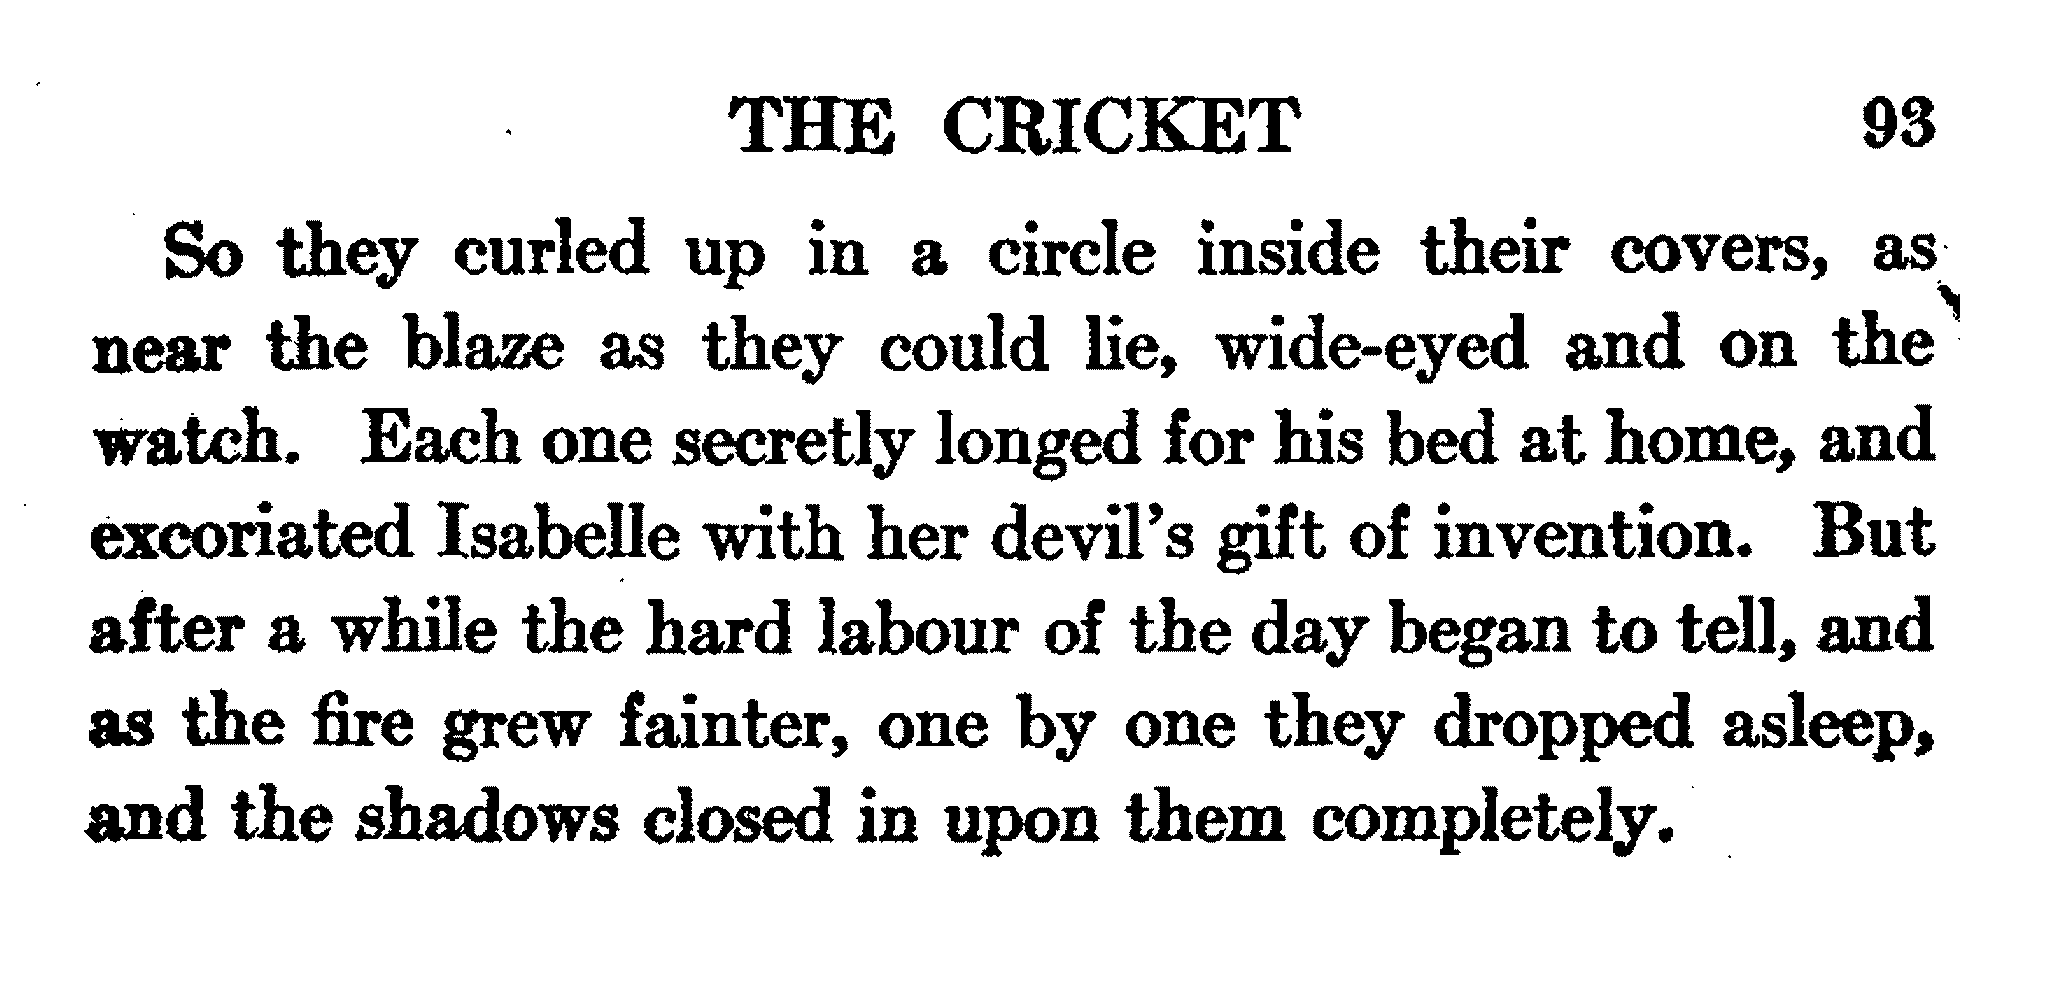 THE CRICKET 93
So they curled up in a circle inside their covers, as
near the blaze as they could lie, wide-eyed and on the
watch. Each one secretly longed for his bed at home, and
excoriated Isabelle with her devil's gift of invention. But
after a while the hard labour of the day began to tell, and
as the fire grew fainter, one by one they dropped asleep,
and the shadows closed in upon them completely.